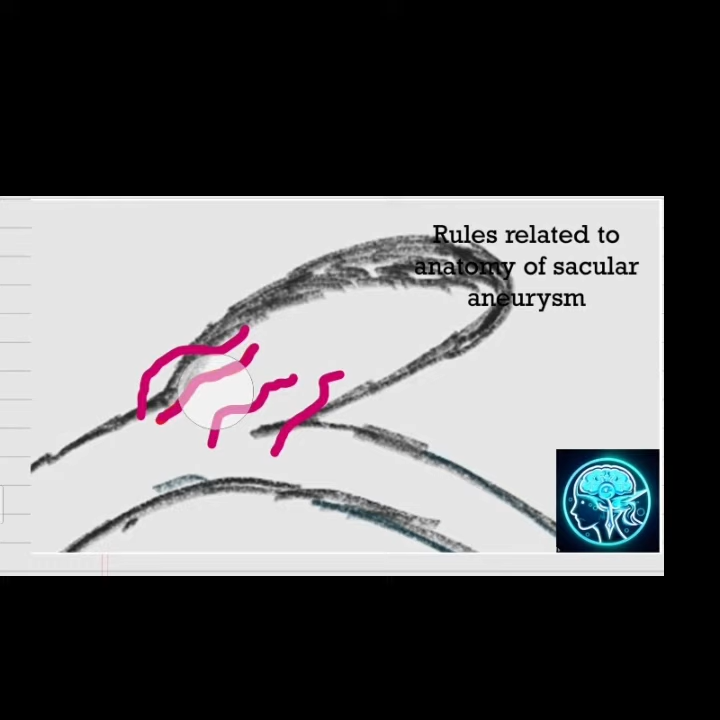 Rules related to
anatomy of sacular
aneurysm